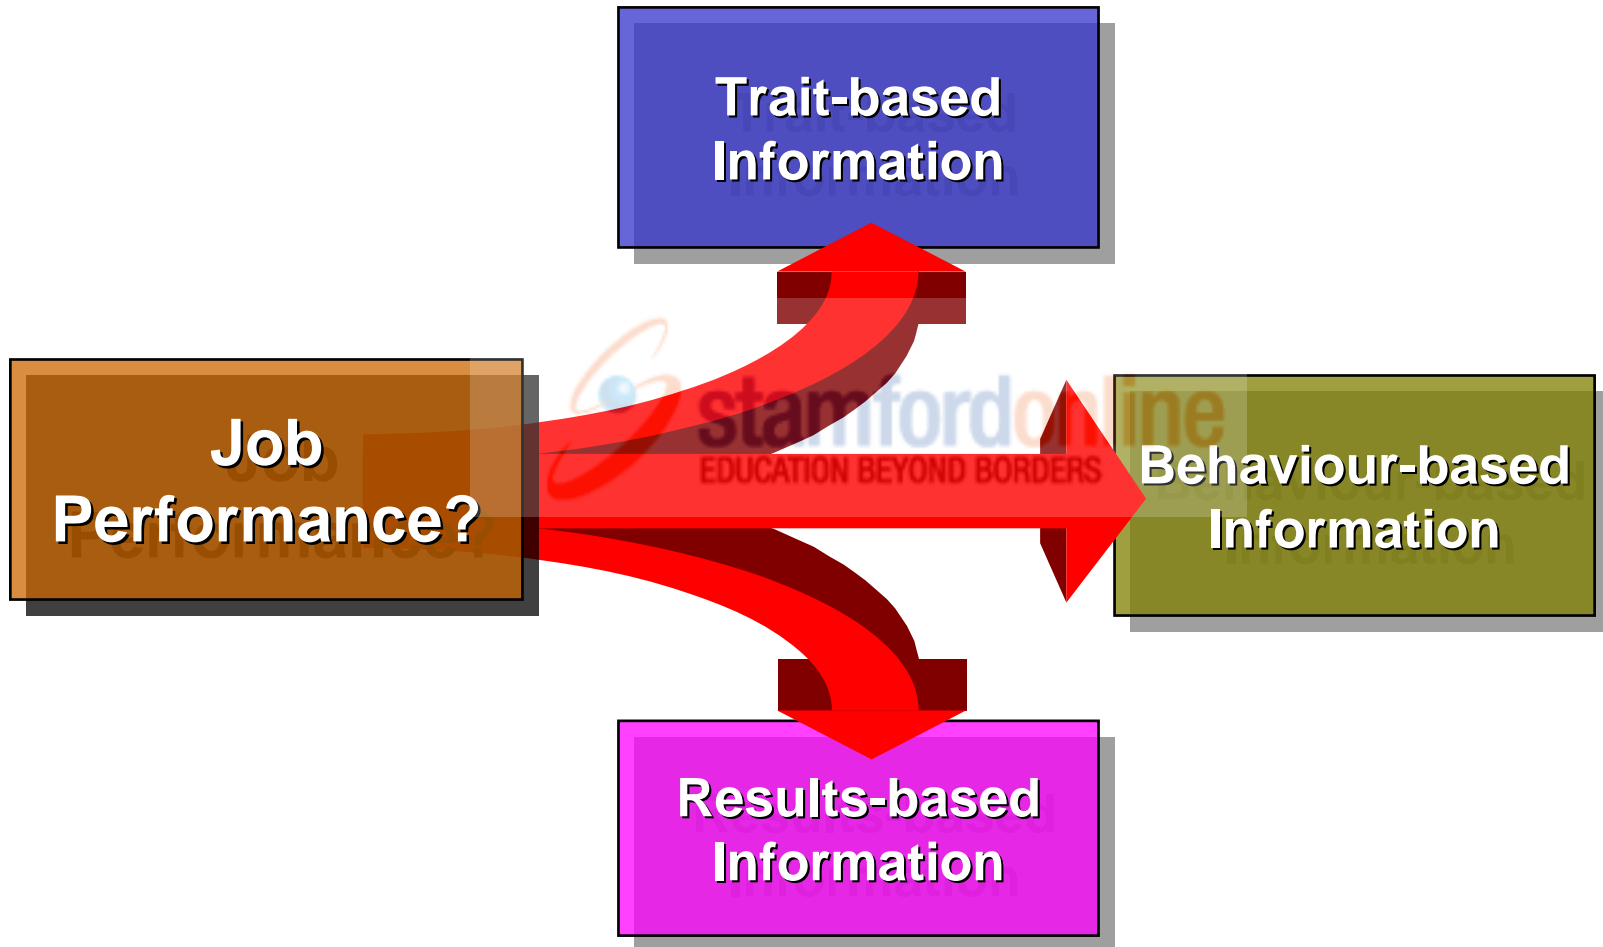 Trait-based
Information
Job
Performance?
stamfordonline
EDUCATION BEYOND BORDERS
Behaviour-based
Information
Results-based
Information